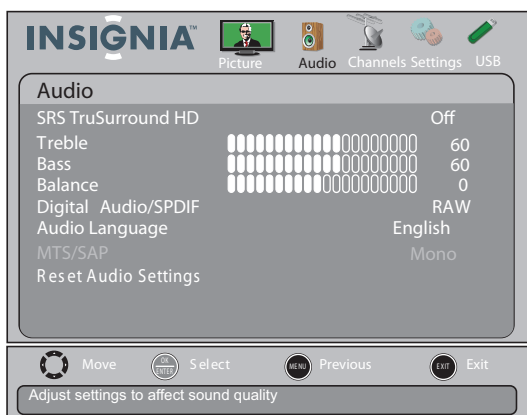 INSIGNIA™
Picture Audio Channels Settings USB
Audio
SRS TruSurround HD Off
Treble 60
Bass 60
Balance 0
Digital Audio/SPDIF RAW
Audio Language English
MTS/SAP Mono
Reset Audio Settings
Move OK ENTER Select MENU Previous EXIT Exit
Adjust settings to affect sound quality